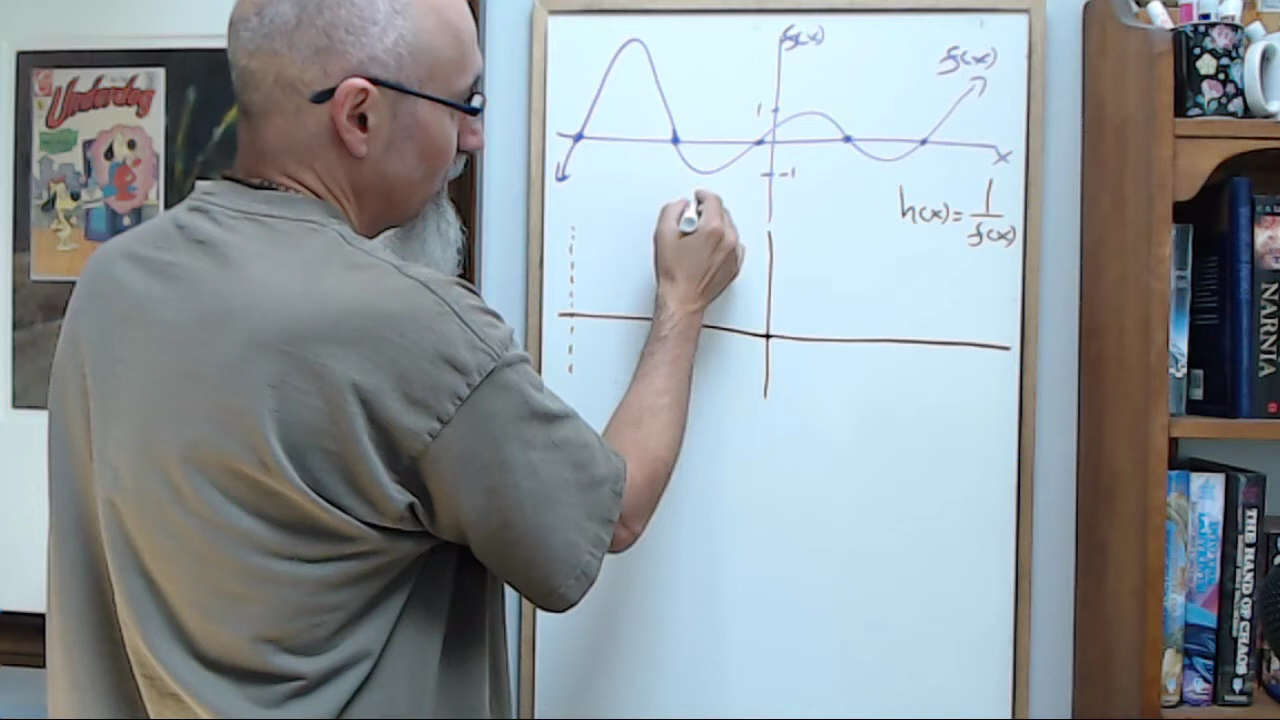 Underdog
f(x)
f(x)
1
x
-1
h(x)=1/f(x)
NARNIA
THE HAND OF CHAOS